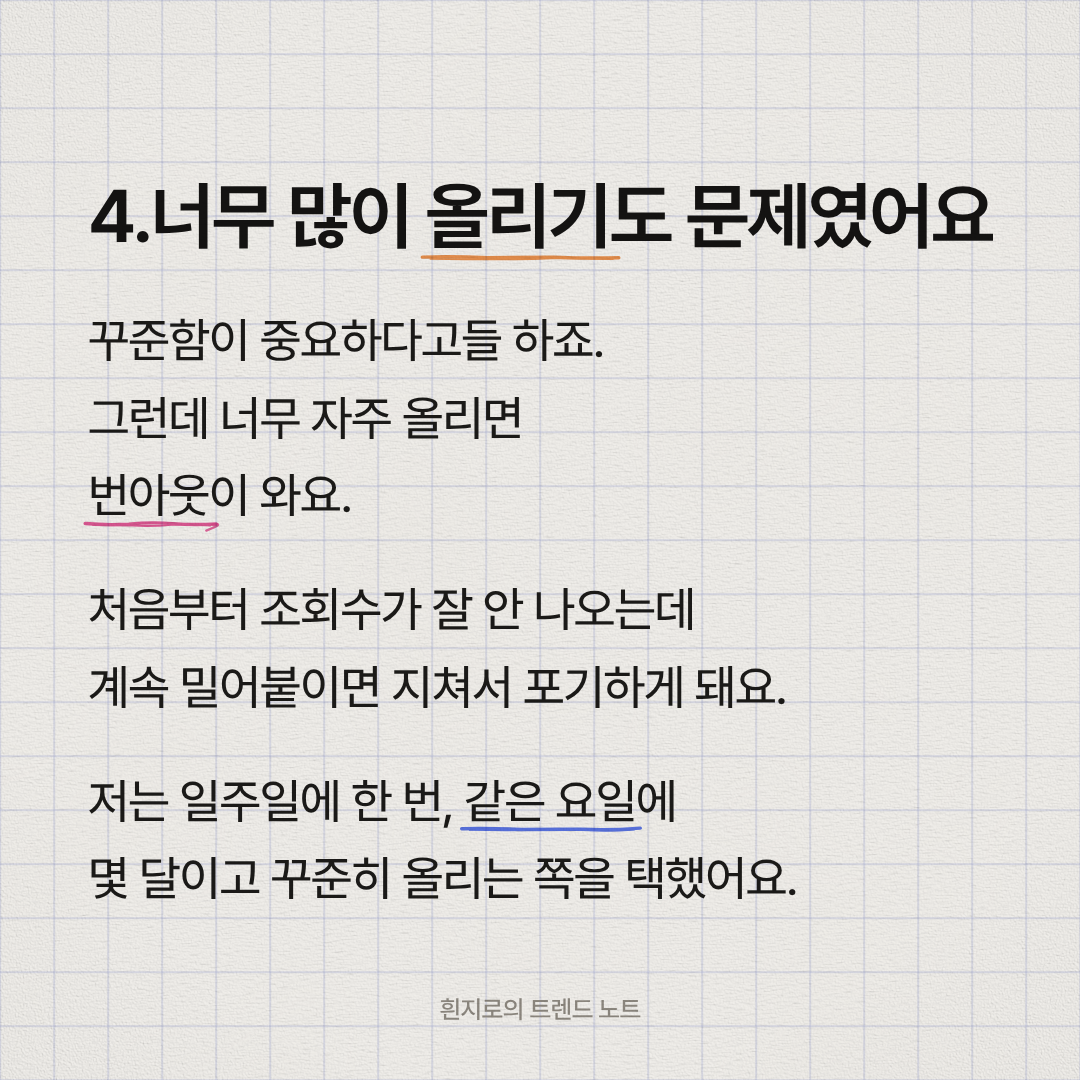 4.너무 많이 올리기도 문제였어요
꾸준함이 중요하다고들 하죠.
그런데 너무 자주 올리면
번아웃이 와요.
처음부터 조회수가 잘 안 나오는데
계속 밀어붙이면 지쳐서 포기하게 돼요.
저는 일주일에 한 번, 같은 요일에
몇 달이고 꾸준히 올리는 쪽을 택했어요.
흰지로의 트렌드 노트